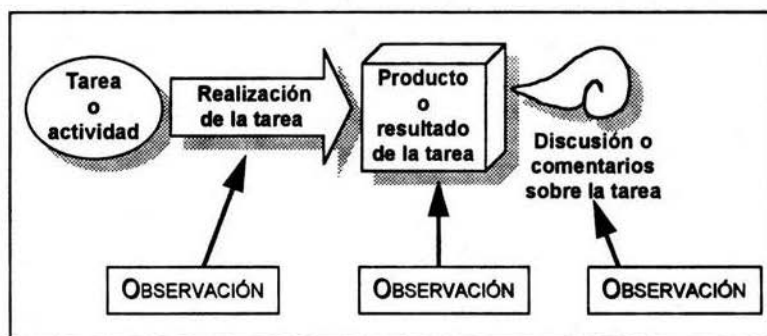 Tarea
o
actividad
Realización
de la tarea
Producto
o
resultado
de la tarea
Discusión o
comentarios
sobre la tarea
OBSERVACIÓN
OBSERVACIÓN
OBSERVACIÓN